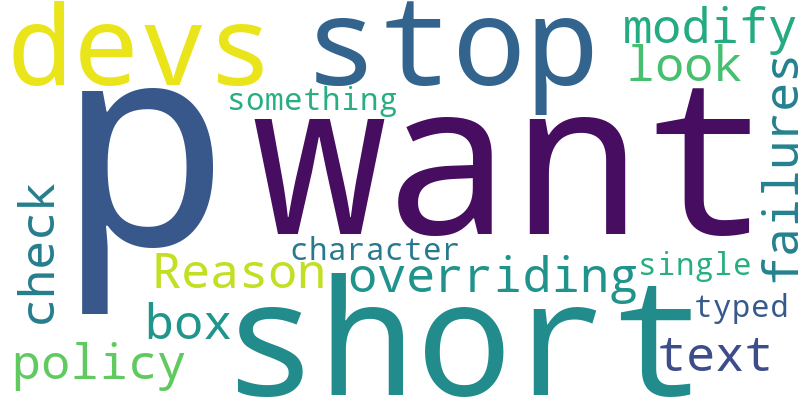 devs
stop
modify
look
something
p
want
failures
check
character
Reason
overriding
single
box
short
typed
policy
text